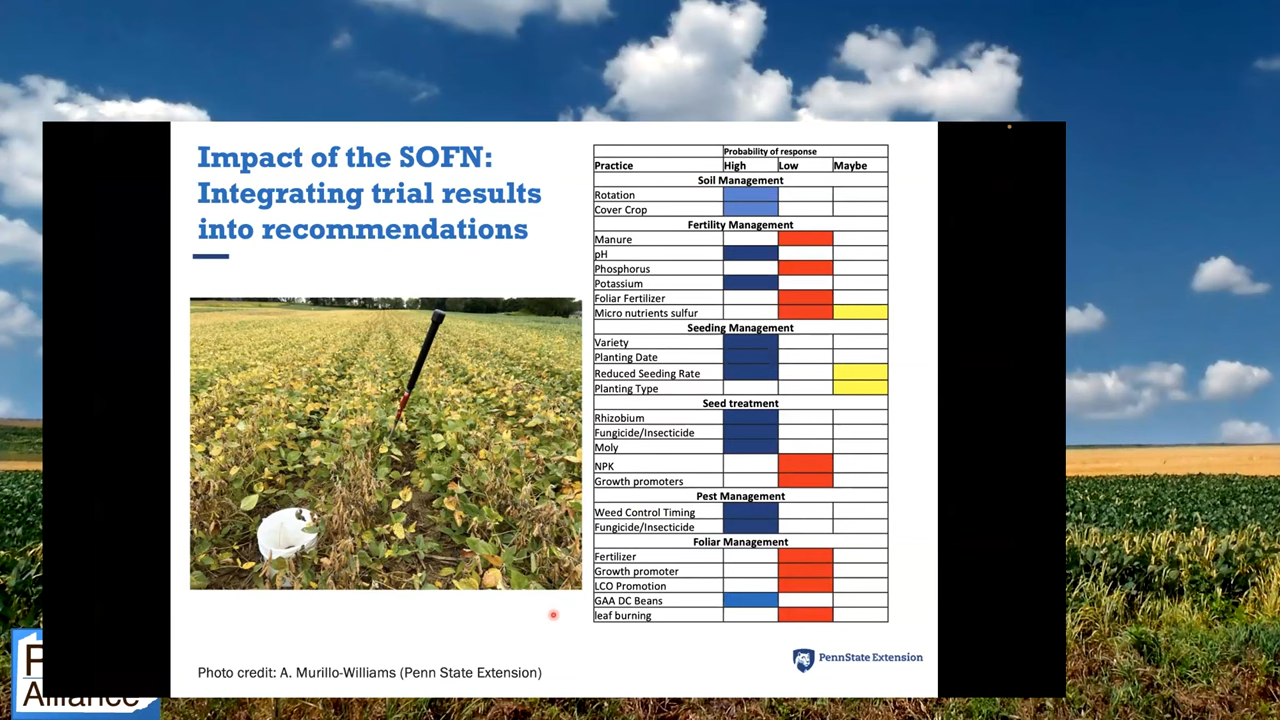 Impact of the SOFN:
Integrating trial results
into recommendations
Probability of response
Practice High Low Maybe
Soil Management
Rotation
Cover Crop
Fertility Management
Manure
pH
Phosphorus
Potassium
Foliar Fertilizer
Micro nutrients sulfur
Seeding Management
Variety
Planting Date
Reduced Seeding Rate
Planting Type
Seed treatment
Rhizobium
Fungicide/Insecticide
Moly
NPK
Growth promoters
Pest Management
Weed Control Timing
Fungicide/Insecticide
Foliar Management
Fertilizer
Growth promoter
LCO Promotion
GAA DC Beans
leaf burning
PennState Extension
Photo credit: A. Murillo-Williams (Penn State Extension)